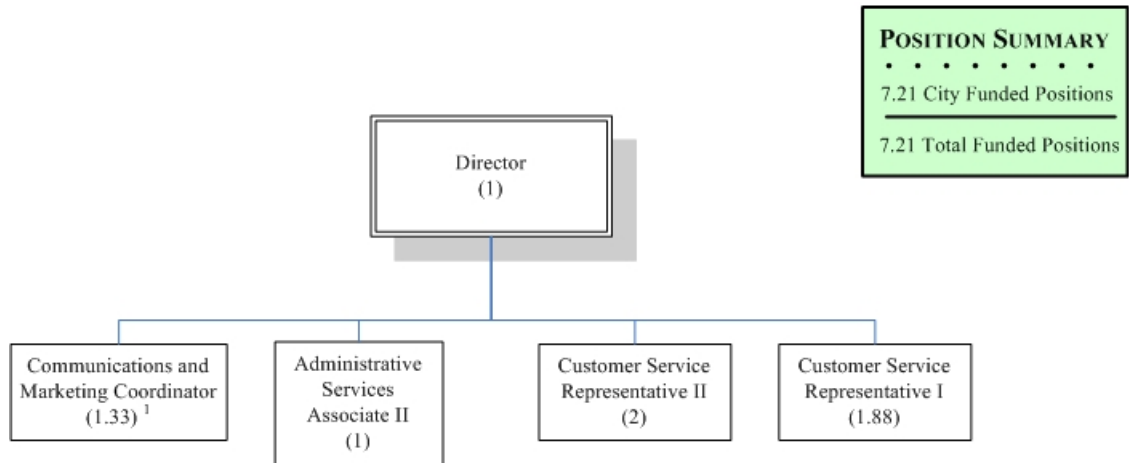 POSITION SUMMARY
7.21 City Funded Positions
7.21 Total Funded Positions
Director
(1)
Communications and
Marketing Coordinator
(1.33) 1
Administrative
Services
Associate II
(1)
Customer Service
Representative II
(2)
Customer Service
Representative I
(1.88)